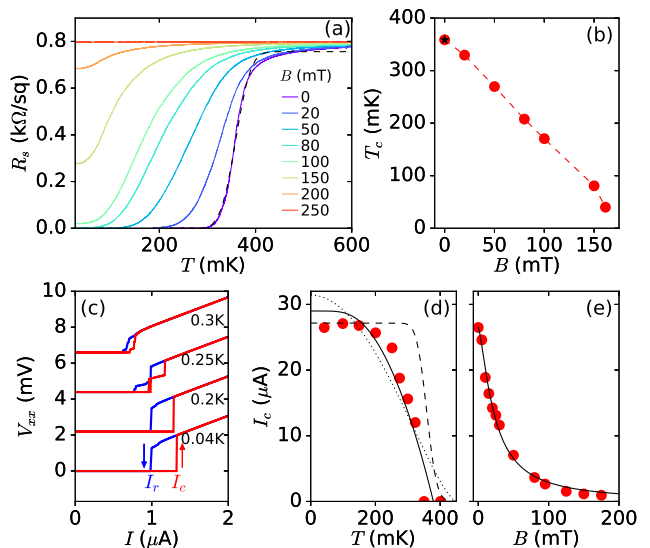 (a)
R_s (kΩ/sq)
0.8
0.6
0.4
0.2
0.0
B (mT)
0
20
50
80
100
150
200
250
200
400
600
T (mK)
(b)
T_c (mK)
400
300
200
100
0
0
50
100
150
B (mT)
(c)
V_xx (mV)
10
8
6
4
2
0
0.3K
0.25K
0.2K
0.04K
I_r
I_c
0
1
2
I (μA)
(d)
I_c (μA)
30
20
10
0
0
200
400
T (mK)
(e)
0
100
200
B (mT)